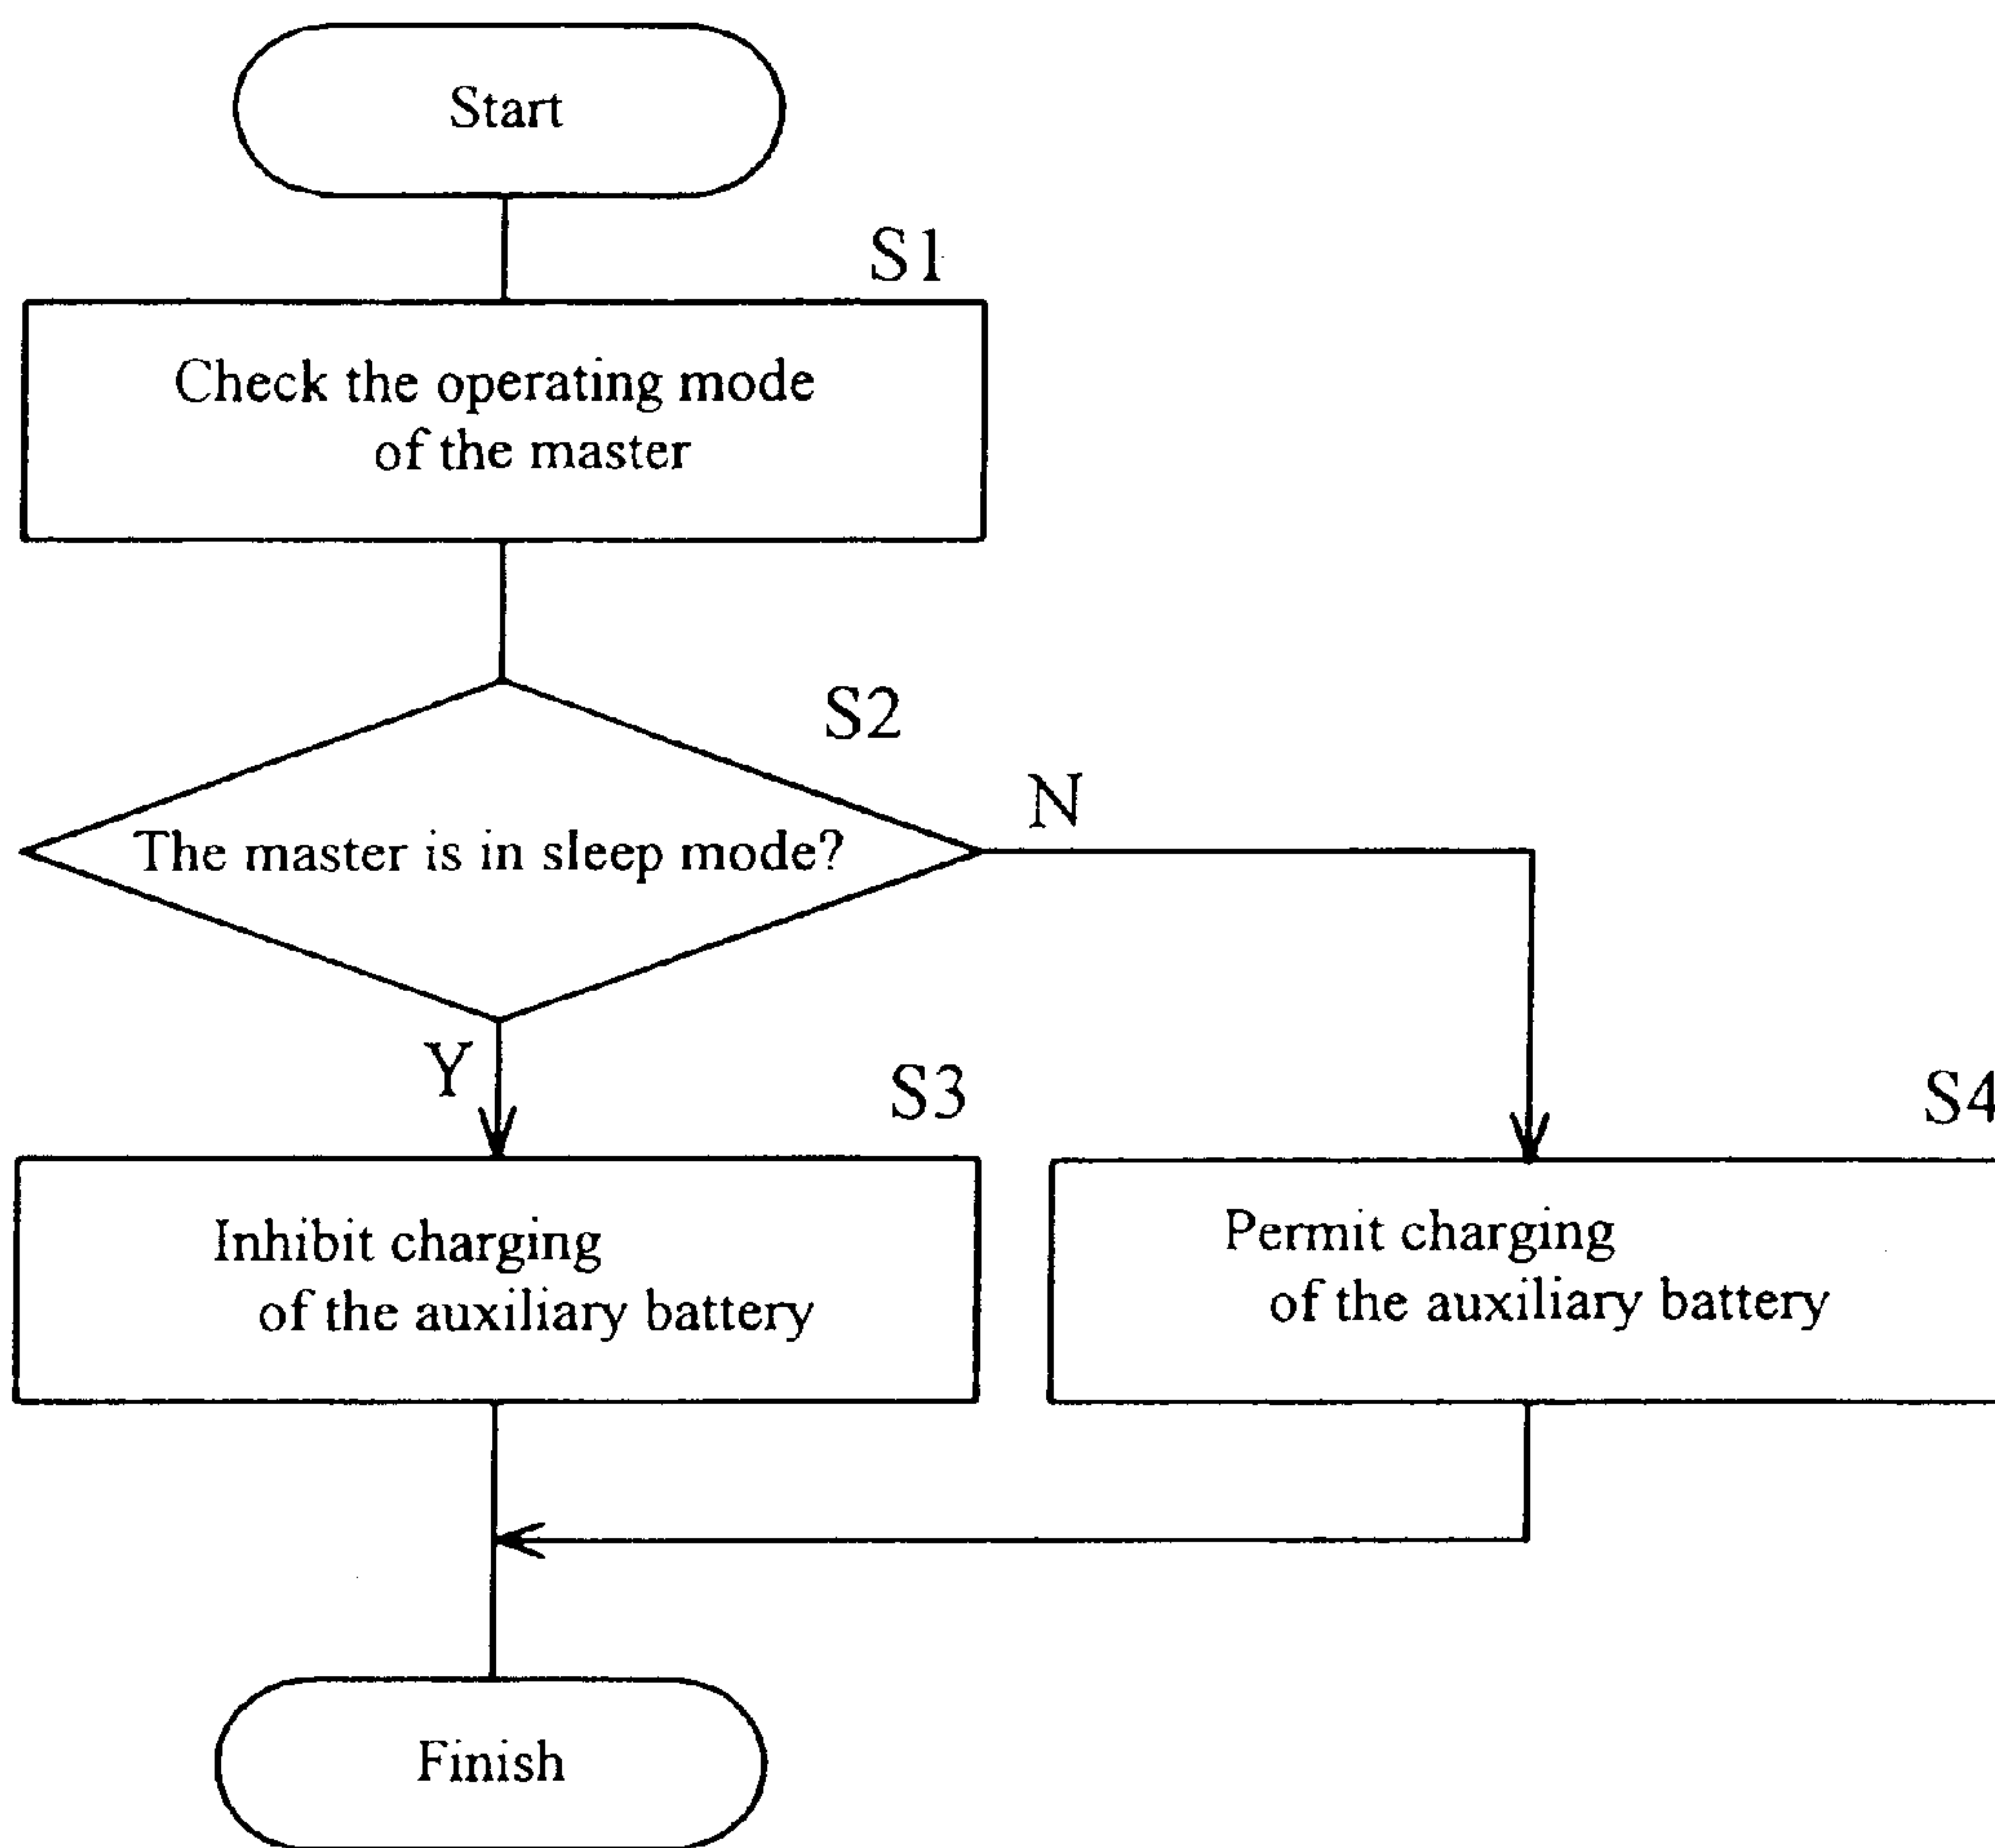 Start
S1
Check the operating mode
of the master
S2
The master is in sleep mode?
N
Y
S3
Inhibit charging
of the auxiliary battery
S4
Permit charging
of the auxiliary battery
Finish